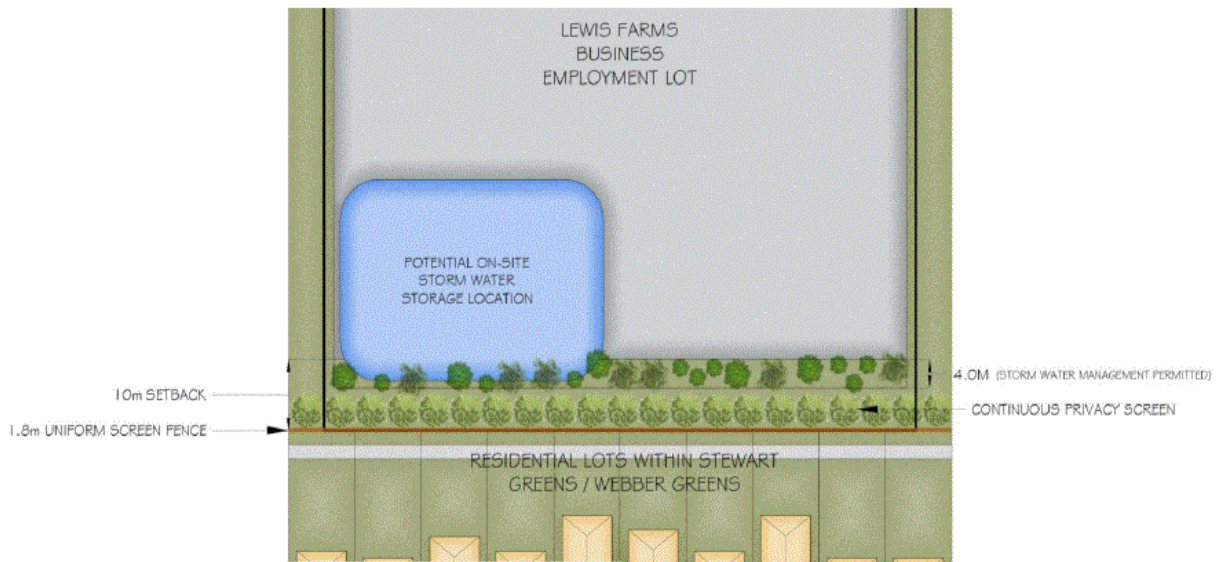 LEWIS FARMS
BUSINESS
EMPLOYMENT LOT
POTENTIAL ON-SITE
STORM WATER
STORAGE LOCATION
10m SETBACK
4.0M (STORM WATER MANAGEMENT PERMITTED)
CONTINUOUS PRIVACY SCREEN
1.8m UNIFORM SCREEN FENCE
RESIDENTIAL LOTS WITHIN STEWART
GREENS / WEBBER GREENS